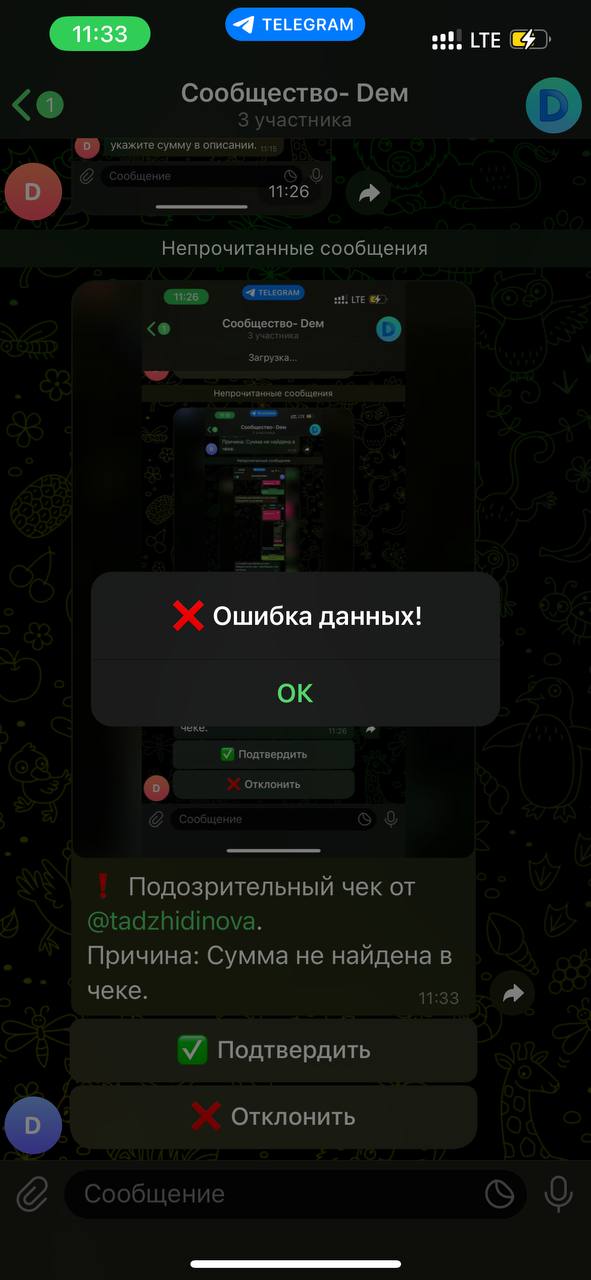 11:33
TELEGRAM
LTE
1
Сообщество- Dем
3 участника
D
D
укажите сумму в описании.
11:15
Сообщение
11:26
D
Непрочитанные сообщения
11:26
TELEGRAM
LTE
1
Сообщество- Dем
3 участника
D
Загрузка...
Непрочитанные сообщения
Сообщество- Dем
Причина: Сумма не найдена в
чеке.
Непрочитанные сообщения
❌ Ошибка данных!
ОК
чеке.
11:26
✅ Подтвердить
❌ Отклонить
D
Сообщение
❗ Подозрительный чек от
@tadzhidinova.
Причина: Сумма не найдена в
чеке.
11:33
✅ Подтвердить
❌ Отклонить
D
Сообщение